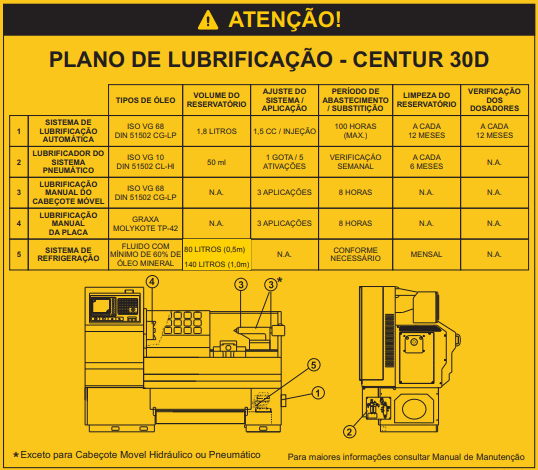 ATENÇÃO!
PLANO DE LUBRIFICAÇÃO - CENTUR 30D
TIPOS DE ÓLEO
VOLUME DO
RESERVATÓRIO
AJUSTE DO
SISTEMA /
APLICAÇÃO
PERÍODO DE
ABASTECIMENTO
/ SUBSTITUIÇÃO
LIMPEZA DO
RESERVATÓRIO
VERIFICAÇÃO
DOS
DOSADORES
1
SISTEMA DE
LUBRIFICAÇÃO
AUTOMÁTICA
ISO VG 68
DIN 51502 CG-LP
1,8 LITROS
1,5 CC / INJEÇÃO
100 HORAS
(MAX.)
A CADA
12 MESES
A CADA
12 MESES
2
LUBRIFICADOR DO
SISTEMA
PNEUMÁTICO
ISO VG 10
DIN 51502 CL-HI
50 ml
1 GOTA / 5
ATIVAÇÕES
VERIFICAÇÃO
SEMANAL
A CADA
6 MESES
N.A.
3
LUBRIFICAÇÃO
MANUAL DO
CABEÇOTE MÓVEL
ISO VG 68
DIN 51502 CG-LP
N.A.
3 APLICAÇÕES
8 HORAS
N.A.
N.A.
4
LUBRIFICAÇÃO
MANUAL
DA PLACA
GRAXA
MOLYKOTE TP-42
N.A.
3 APLICAÇÕES
8 HORAS
N.A.
N.A.
5
SISTEMA DE
REFRIGERAÇÃO
FLUIDO COM
MÍNIMO DE 60% DE
ÓLEO MINERAL
80 LITROS (0,5m)
140 LITROS (1,0m)
N.A.
CONFORME
NECESSÁRIO
MENSAL
N.A.
4
3
3*
5
1
2
*Exceto para Cabeçote Movel Hidráulico ou Pneumático
Para maiores informações consultar Manual de Manutenção